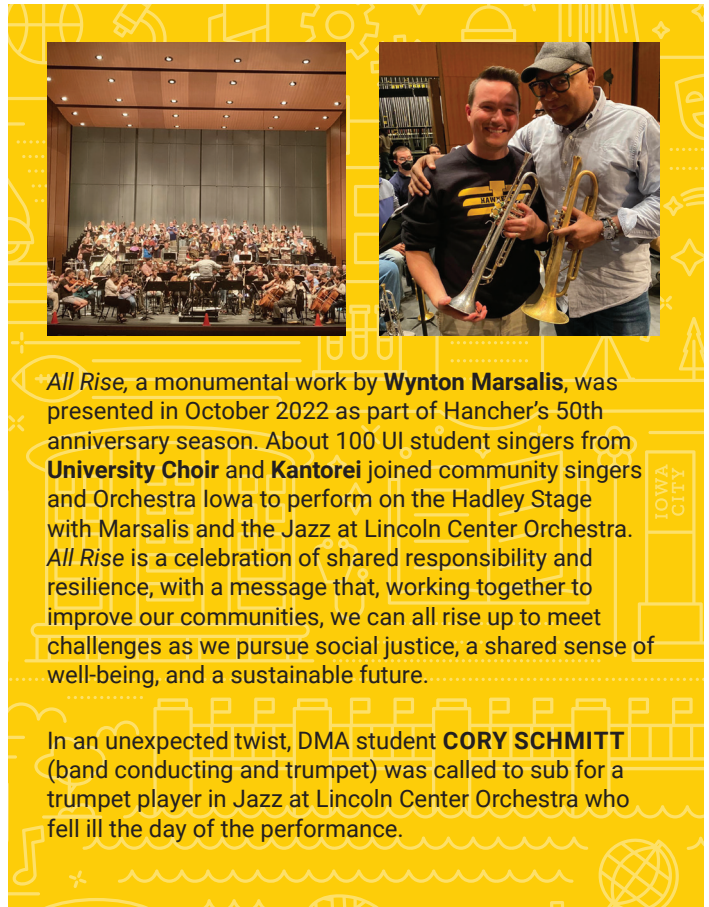 HAWK
All Rise, a monumental work by Wynton Marsalis, was
presented in October 2022 as part of Hancher's 50th
anniversary season. About 100 UI student singers from
University Choir and Kantorei joined community singers
and Orchestra Iowa to perform on the Hadley Stage
with Marsalis and the Jazz at Lincoln Center Orchestra.
All Rise is a celebration of shared responsibility and
resilience, with a message that, working together to
improve our communities, we can all rise up to meet
challenges as we pursue social justice, a shared sense of
well-being, and a sustainable future.
IOWA
CITY
In an unexpected twist, DMA student CORY SCHMITT
(band conducting and trumpet) was called to sub for a
trumpet player in Jazz at Lincoln Center Orchestra who
fell ill the day of the performance.